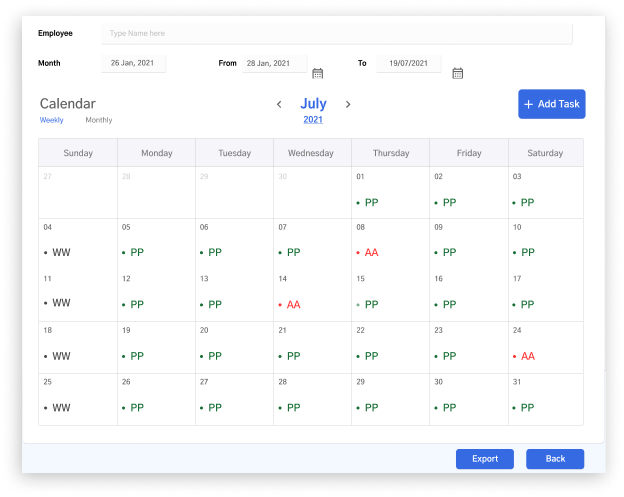 Employee Type Name here
Month 26 Jan, 2021 From 28 Jan, 2021 To 19/07/2021
Calendar July + Add Task
Weekly Monthly 2021
Sunday Monday Tuesday Wednesday Thursday Friday Saturday
27 28 29 30 01 02 03
• PP • PP • PP
04 05 06 07 08 09 10
• WW • PP • PP • PP • AA • PP • PP
11 12 13 14 15 16 17
• WW • PP • PP • AA • PP • PP • PP
18 19 20 21 22 23 24
• WW • PP • PP • PP • PP • PP • AA
25 26 27 28 29 30 31
• WW • PP • PP • PP • PP • PP • PP
Export Back